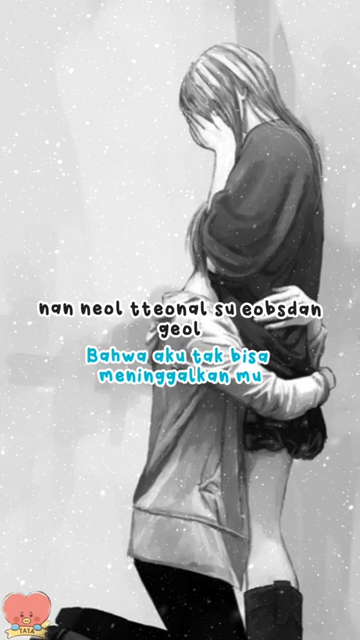 nan neol tteonal su eobsdan
geol
Bahwa aku tak bisa
meninggalkan mu
TATA